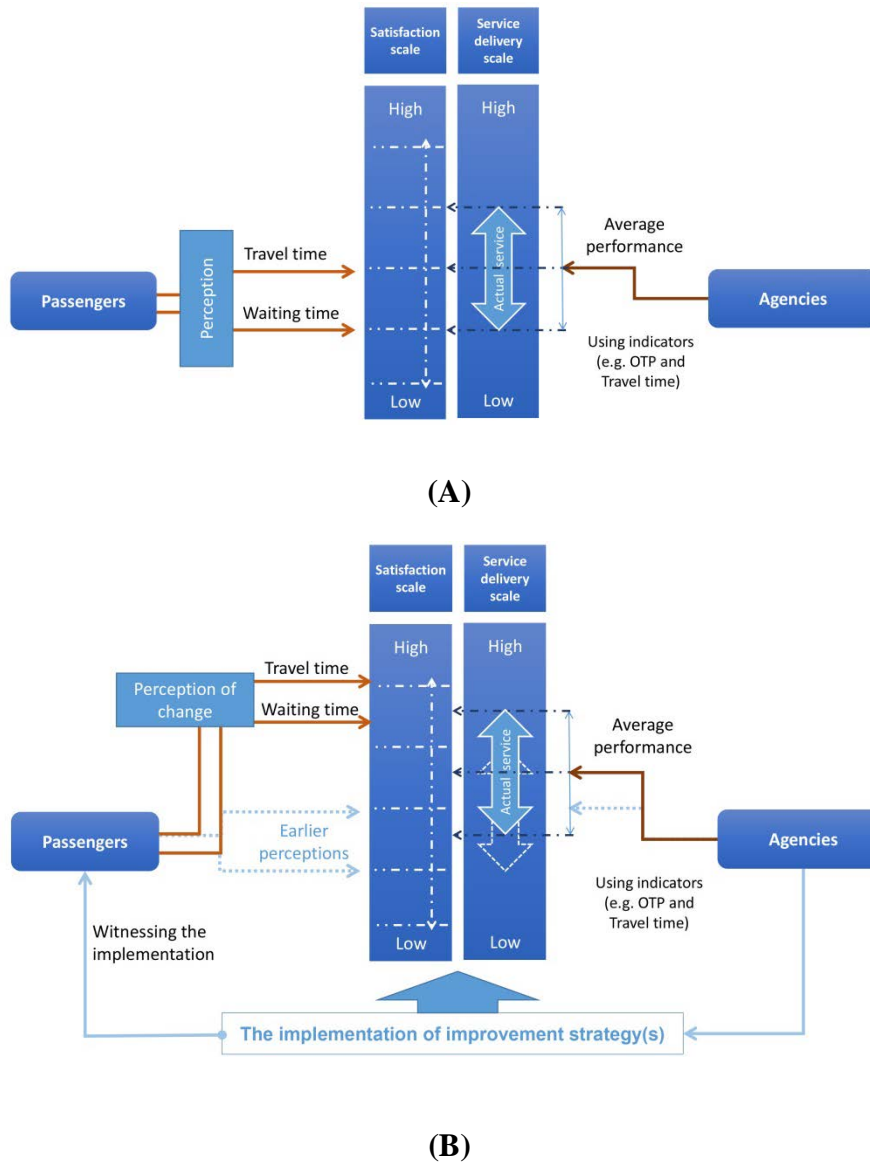 Satisfaction
scale
Service
delivery
scale
High
High
Average
performance
Travel time
Passengers
Perception
Actual service
Agencies
Waiting time
Using indicators
(e.g. OTP and
Travel time)
Low
Low
(A)
Satisfaction
scale
Service
delivery
scale
High
High
Travel time
Perception of
change
Waiting time
Average
performance
Actual service
Passengers
Earlier
perceptions
Agencies
Using indicators
(e.g. OTP and
Travel time)
Witnessing the
implementation
Low
Low
The implementation of improvement strategy(s)
(B)